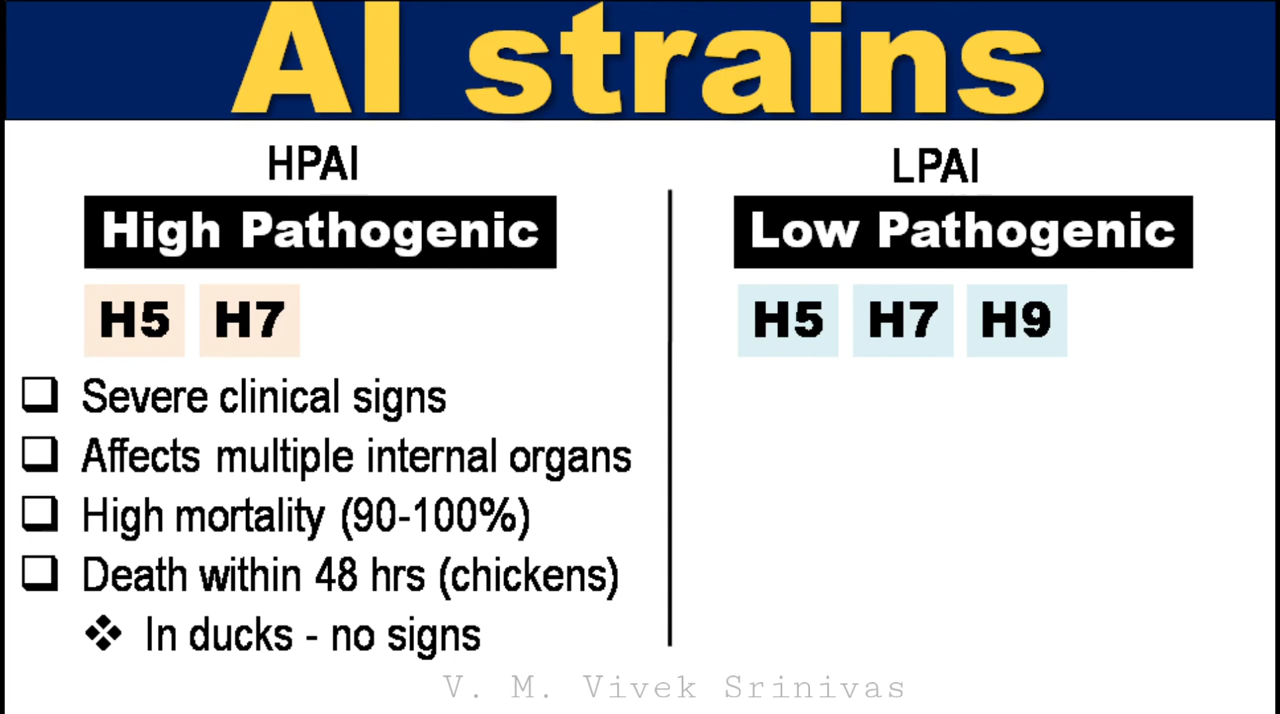 AI strains
HPAI
High Pathogenic
H5 H7
Severe clinical signs
Affects multiple internal organs
High mortality (90-100%)
Death within 48 hrs (chickens)
In ducks - no signs
LPAI
Low Pathogenic
H5 H7 H9
V. M. Vivek Srinivas